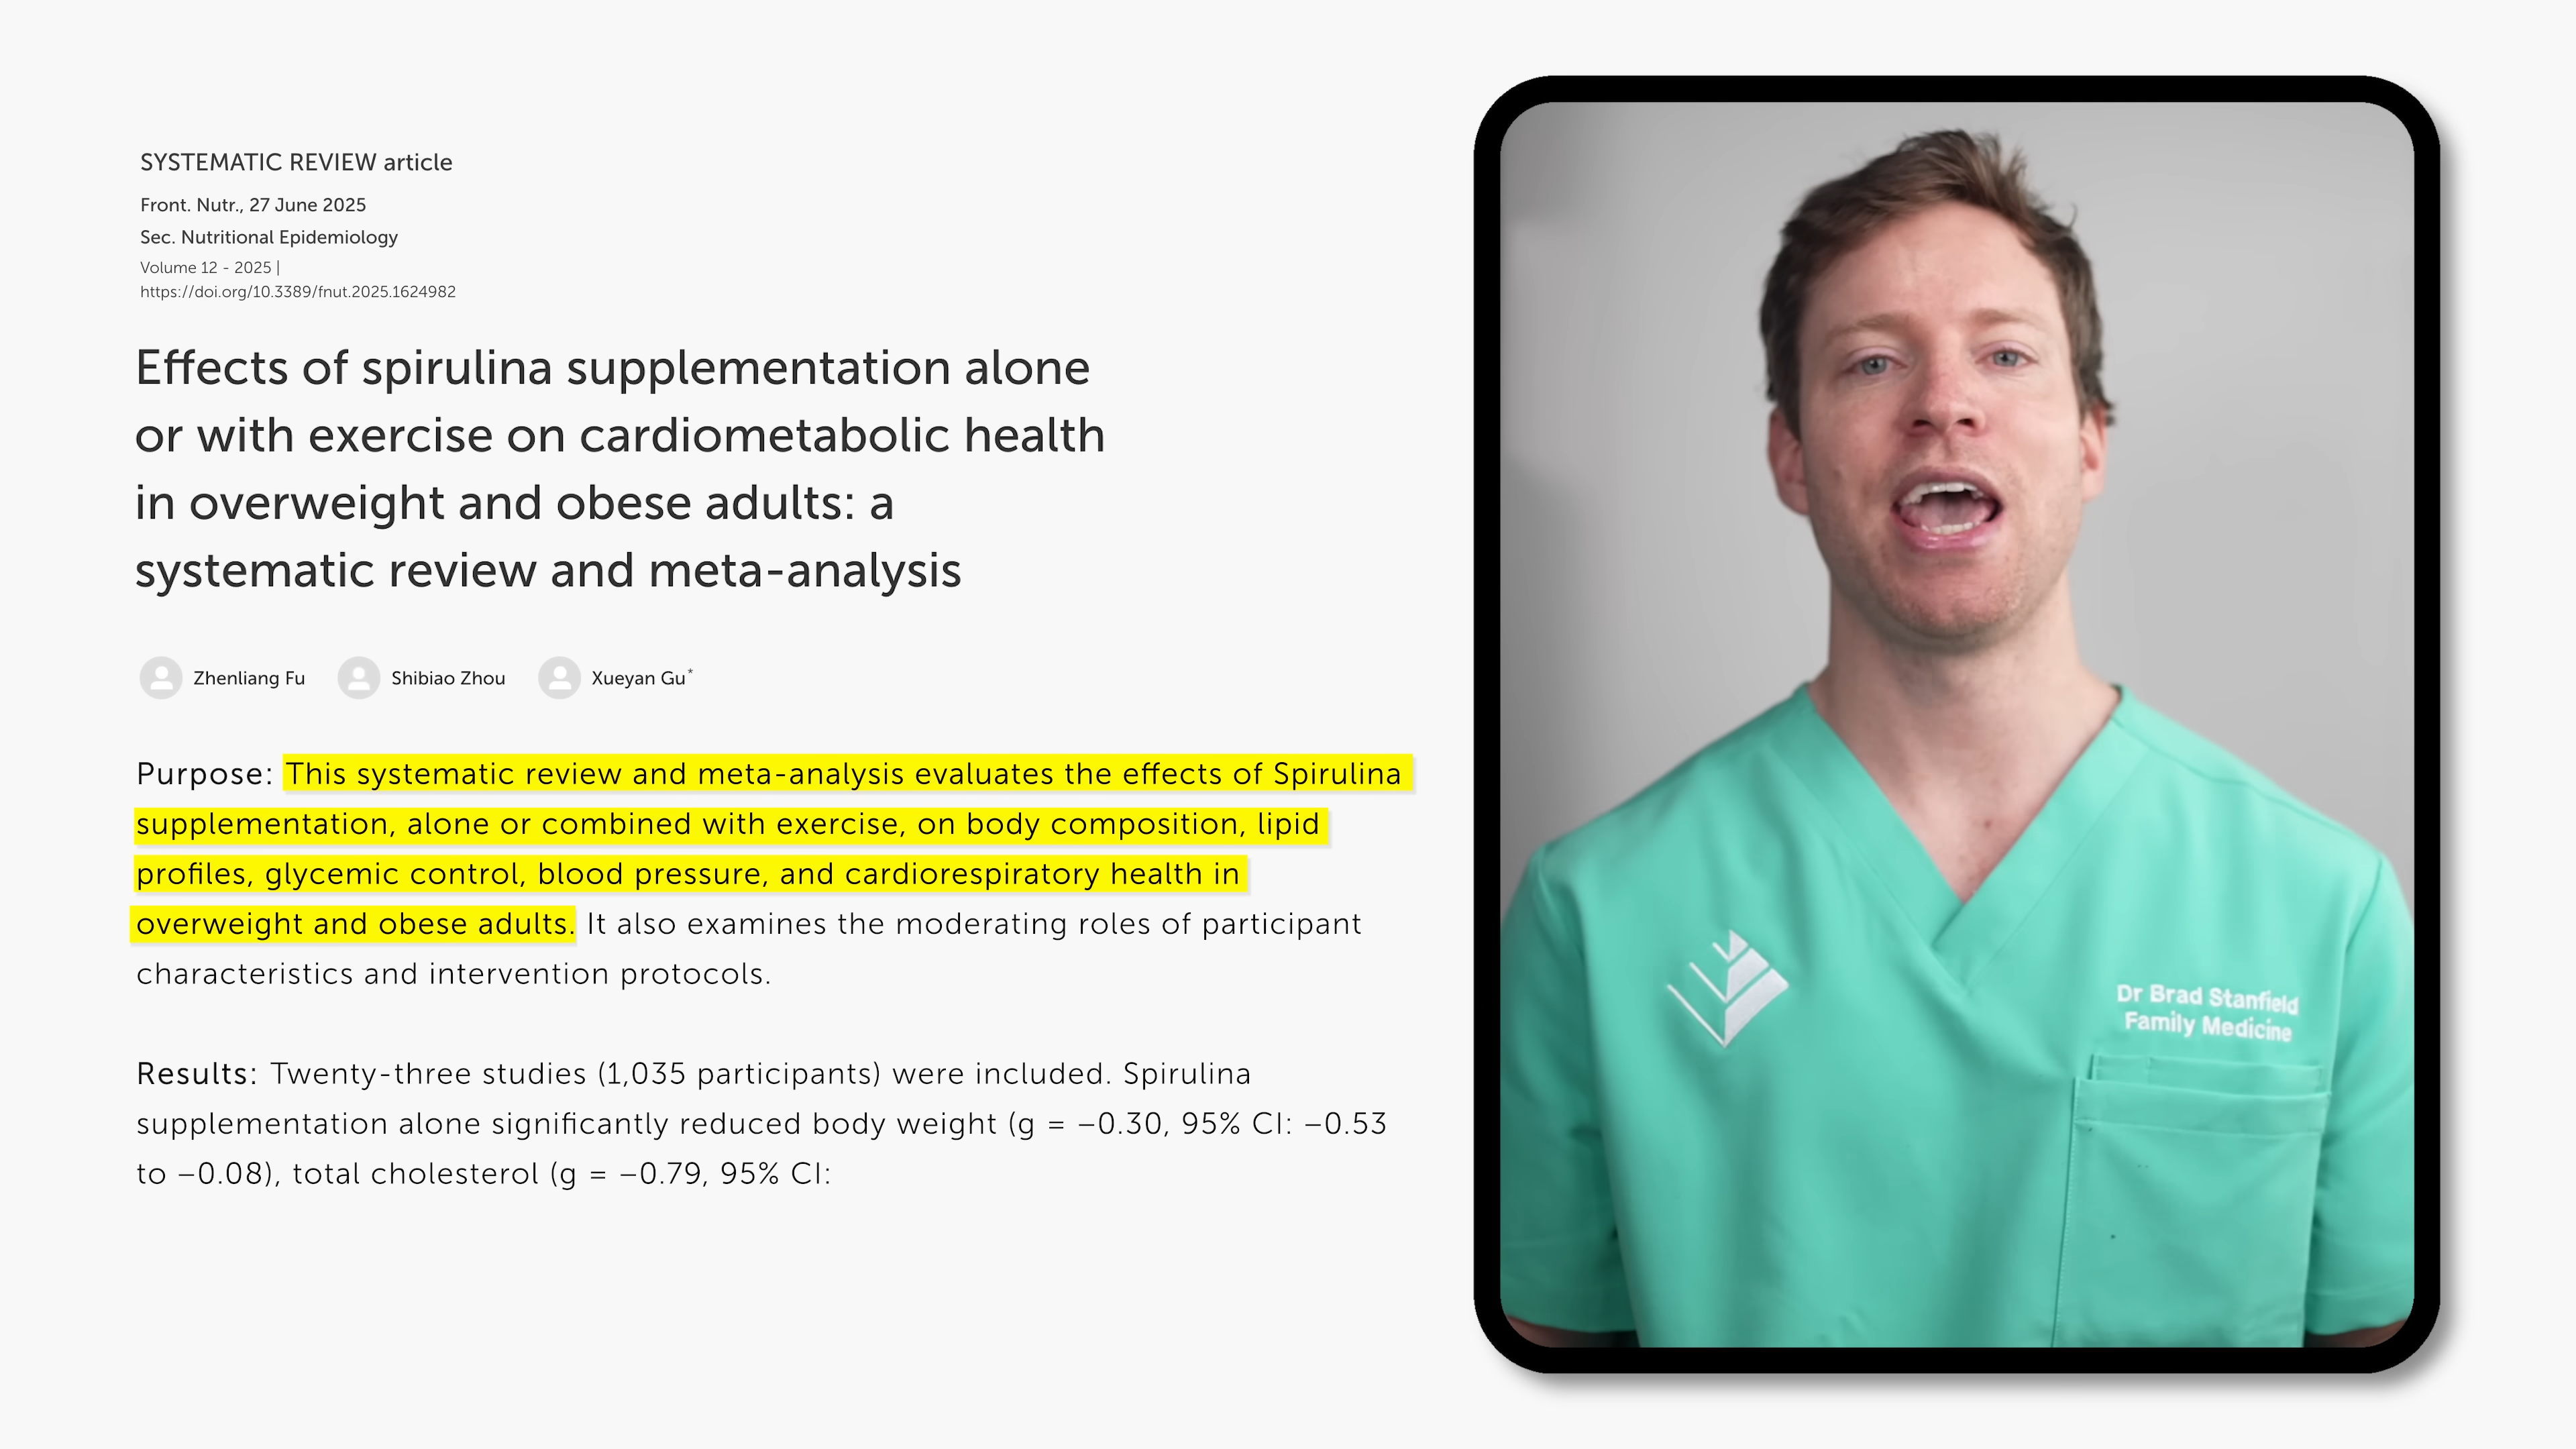 SYSTEMATIC REVIEW article
Front. Nutr., 27 June 2025
Sec. Nutritional Epidemiology
Volume 12 - 2025 |
https://doi.org/10.3389/fnut.2025.1624982
Effects of spirulina supplementation alone
or with exercise on cardiometabolic health
in overweight and obese adults: a
systematic review and meta-analysis
Zhenliang Fu Shibiao Zhou Xueyan Gu*
Purpose: This systematic review and meta-analysis evaluates the effects of Spirulina
supplementation, alone or combined with exercise, on body composition, lipid
profiles, glycemic control, blood pressure, and cardiorespiratory health in
overweight and obese adults. It also examines the moderating roles of participant
characteristics and intervention protocols.
Results: Twenty-three studies (1,035 participants) were included. Spirulina
supplementation alone significantly reduced body weight (g = −0.30, 95% CI: −0.53
to −0.08), total cholesterol (g = −0.79, 95% CI:
Dr Brad Stanfield
Family Medicine